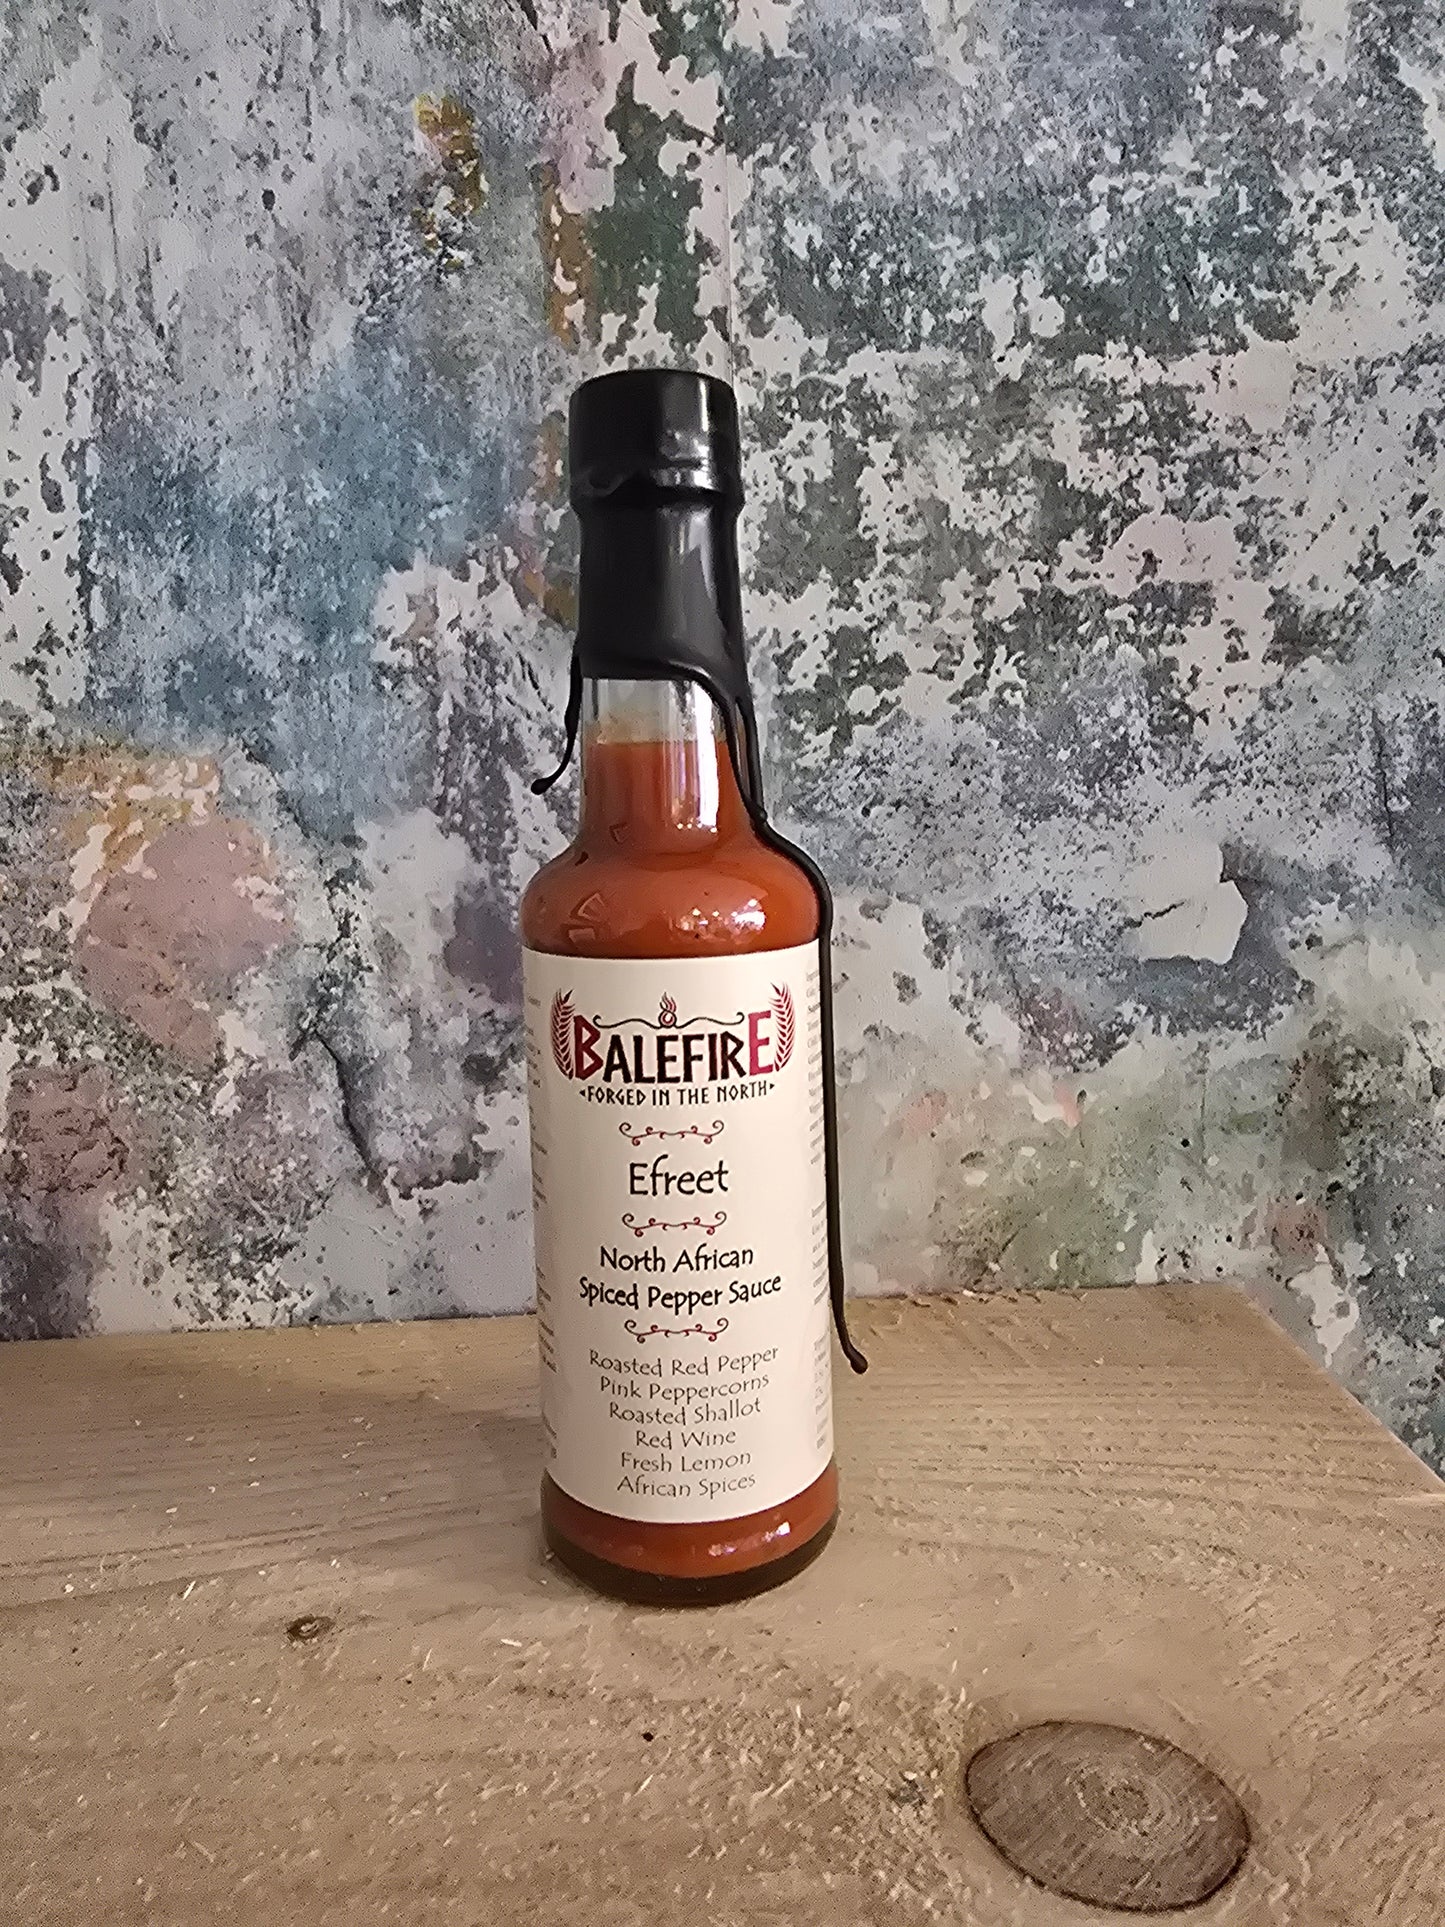 BALEFIRE
FORGED IN THE NORTH
Efreet
North African
Spiced Pepper Sauce
Roasted Red Pepper
Pink Peppercorns
Roasted Shallot
Red Wine
Fresh Lemon
African Spices